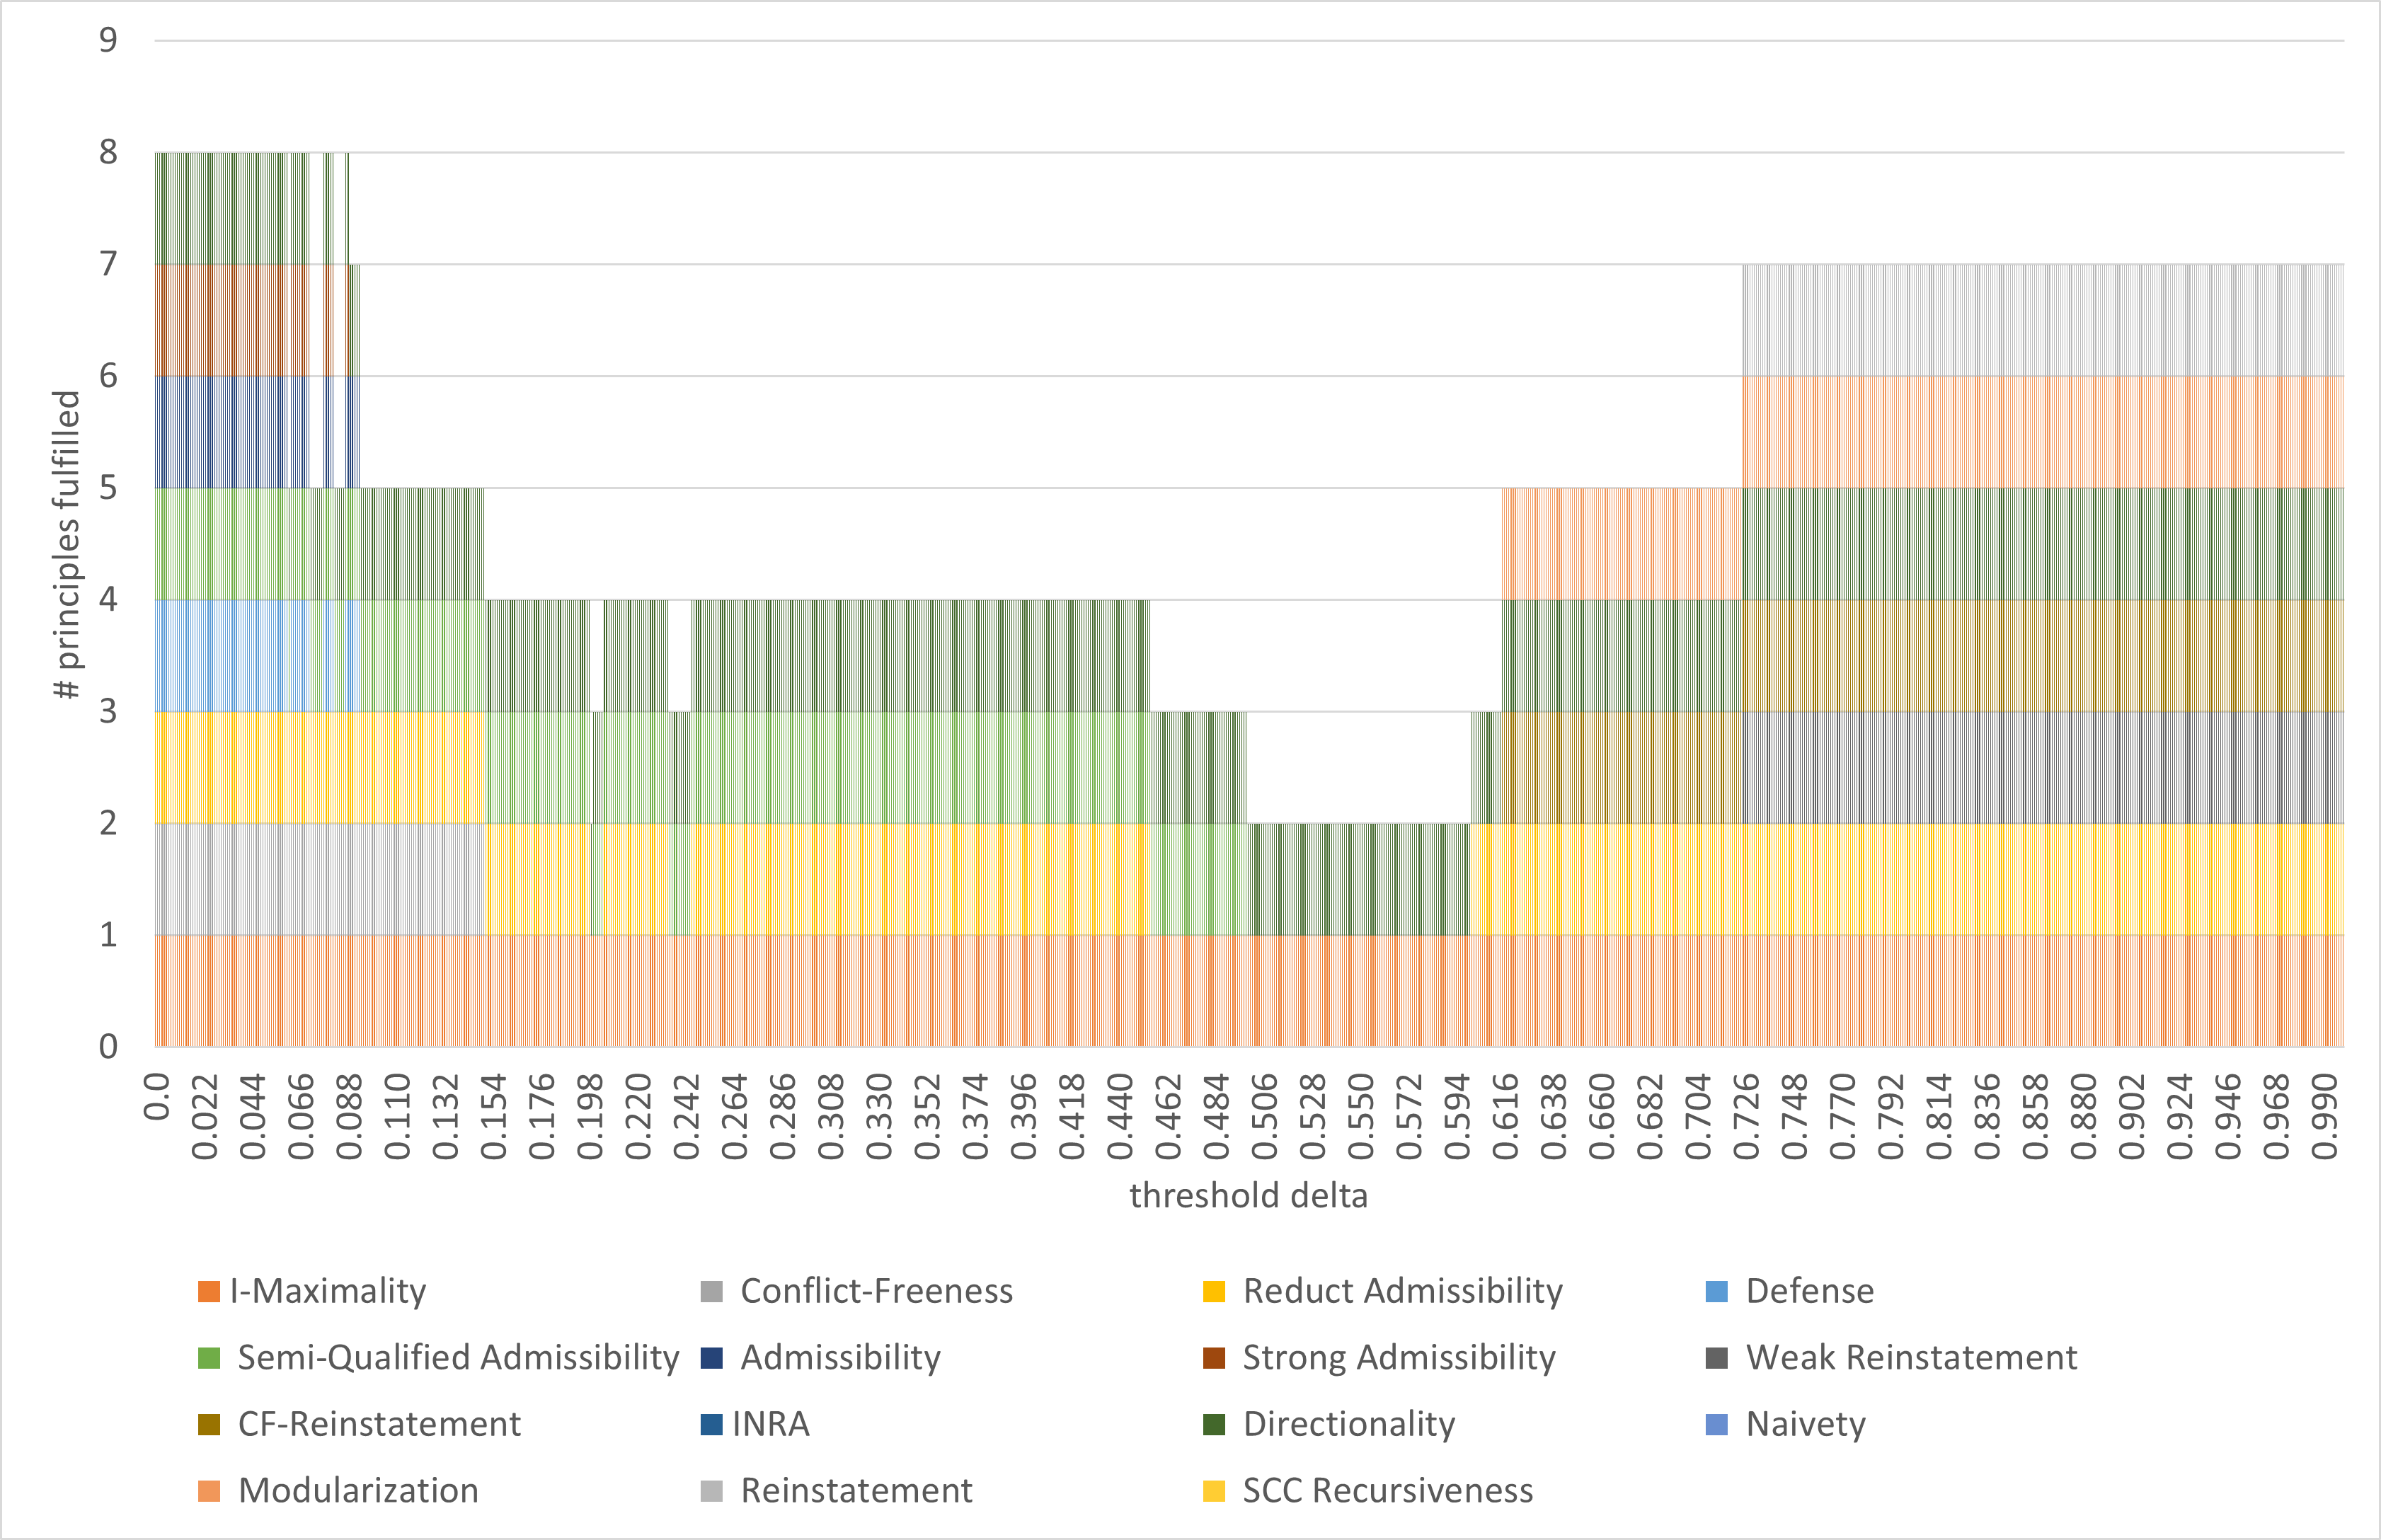 9
8
7
6
5
4
3
2
1
0
# principles fulfilled
0.0 0.022 0.044 0.066 0.088 0.110 0.132 0.154 0.176 0.198 0.220 0.242 0.264 0.286 0.308 0.330 0.352 0.374 0.396 0.418 0.440 0.462 0.484 0.506 0.528 0.550 0.572 0.594 0.616 0.638 0.660 0.682 0.704 0.726 0.748 0.770 0.792 0.814 0.836 0.858 0.880 0.902 0.924 0.946 0.968 0.990
threshold delta
I-Maximality Conflict-Freeness Reduct Admissibility Defense
Semi-Qualified Admissibility Admissibility Strong Admissibility Weak Reinstatement
CF-Reinstatement INRA Directionality Naivety
Modularization Reinstatement SCC Recursiveness